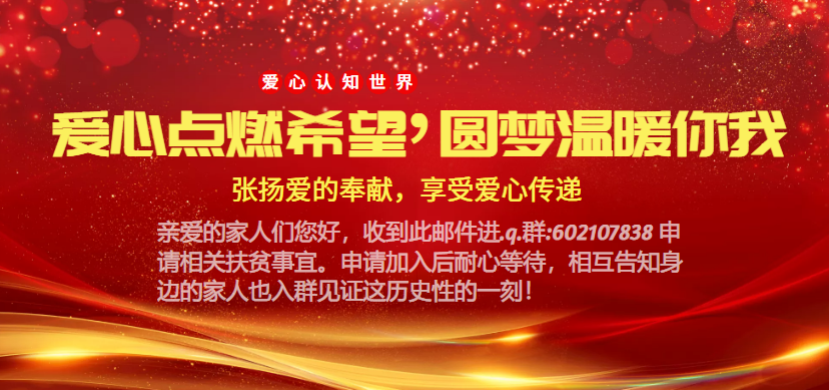 爱心认知世界
爱心点燃希望，圆梦温暖你我
张扬爱的奉献，享受爱心传递
亲爱的家人们您好，收到此邮件进.q.群:602107838 申
请相关扶贫事宜。申请加入后耐心等待，相互告知身
边的家人也入群见证这历史性的一刻！